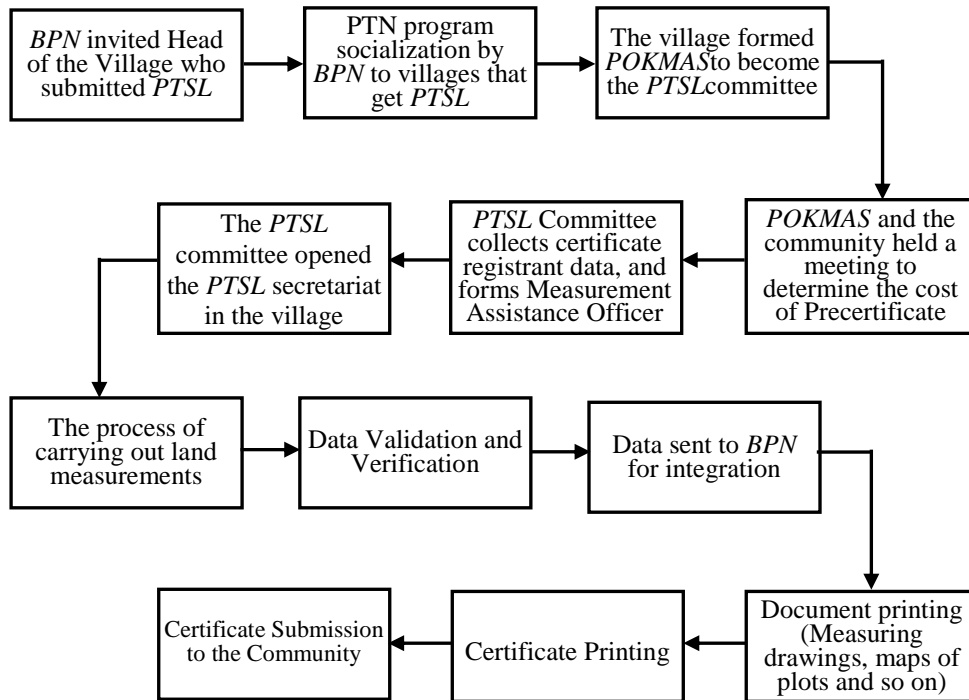 BPN invited Head
of the Village who
submitted PTSL
PTN program
socialization by
BPN to villages that
get PTSL
The village formed
POKMASto become
the PTSLcommittee
POKMAS and the
community held a
meeting to
determine the cost
of Precertificate
PTSL Committee
collects certificate
registrant data, and
forms Measurement
Assistance Officer
The PTSL
committee opened
the PTSL secretariat
in the village
The process of
carrying out land
measurements
Data Validation and
Verification
Data sent to BPN
for integration
Document printing
(Measuring
drawings, maps of
plots and so on)
Certificate Printing
Certificate Submission
to the Community